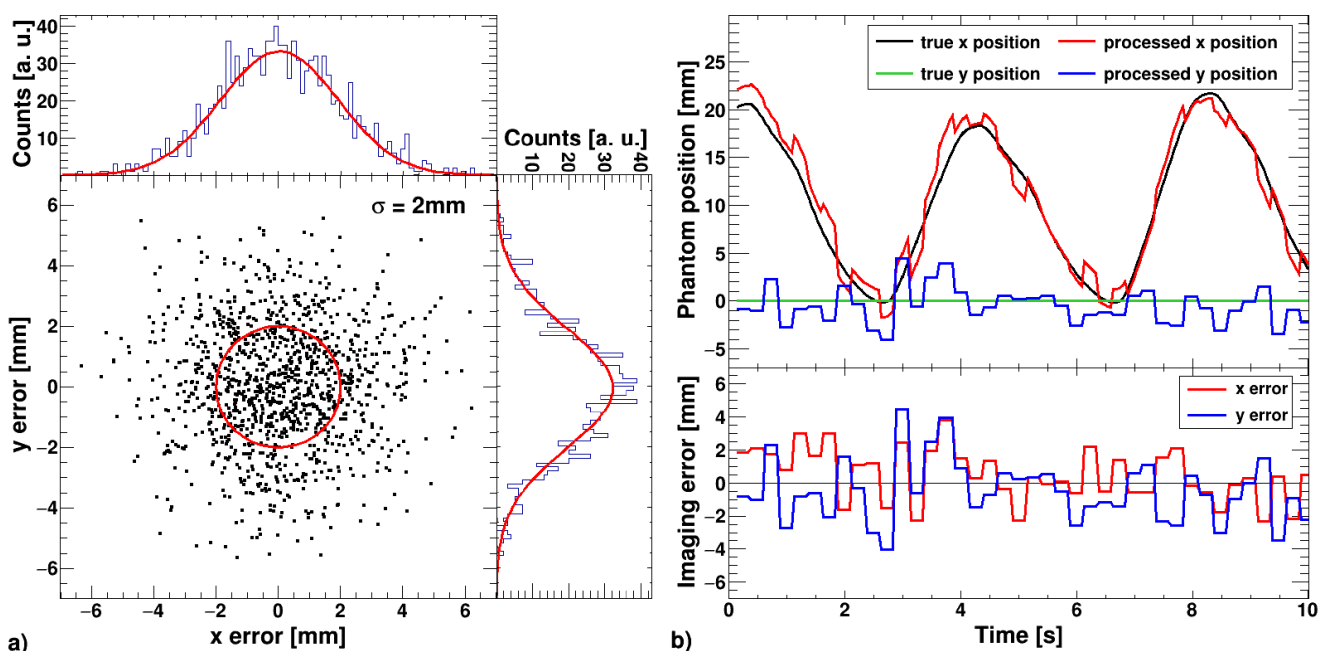 40
30
20
10
Counts [a. u.]
Counts [a. u.]
10 20 30 40
σ = 2mm
6
4
2
0
−2
−4
−6
y error [mm]
−6 −4 −2 0 2 4 6
x error [mm]
a)
true x position processed x position
true y position processed y position
25
20
15
10
5
0
−5
Phantom position [mm]
x error
y error
6
4
2
0
−2
−4
−6
Imaging error [mm]
0 2 4 6 8 10
Time [s]
b)